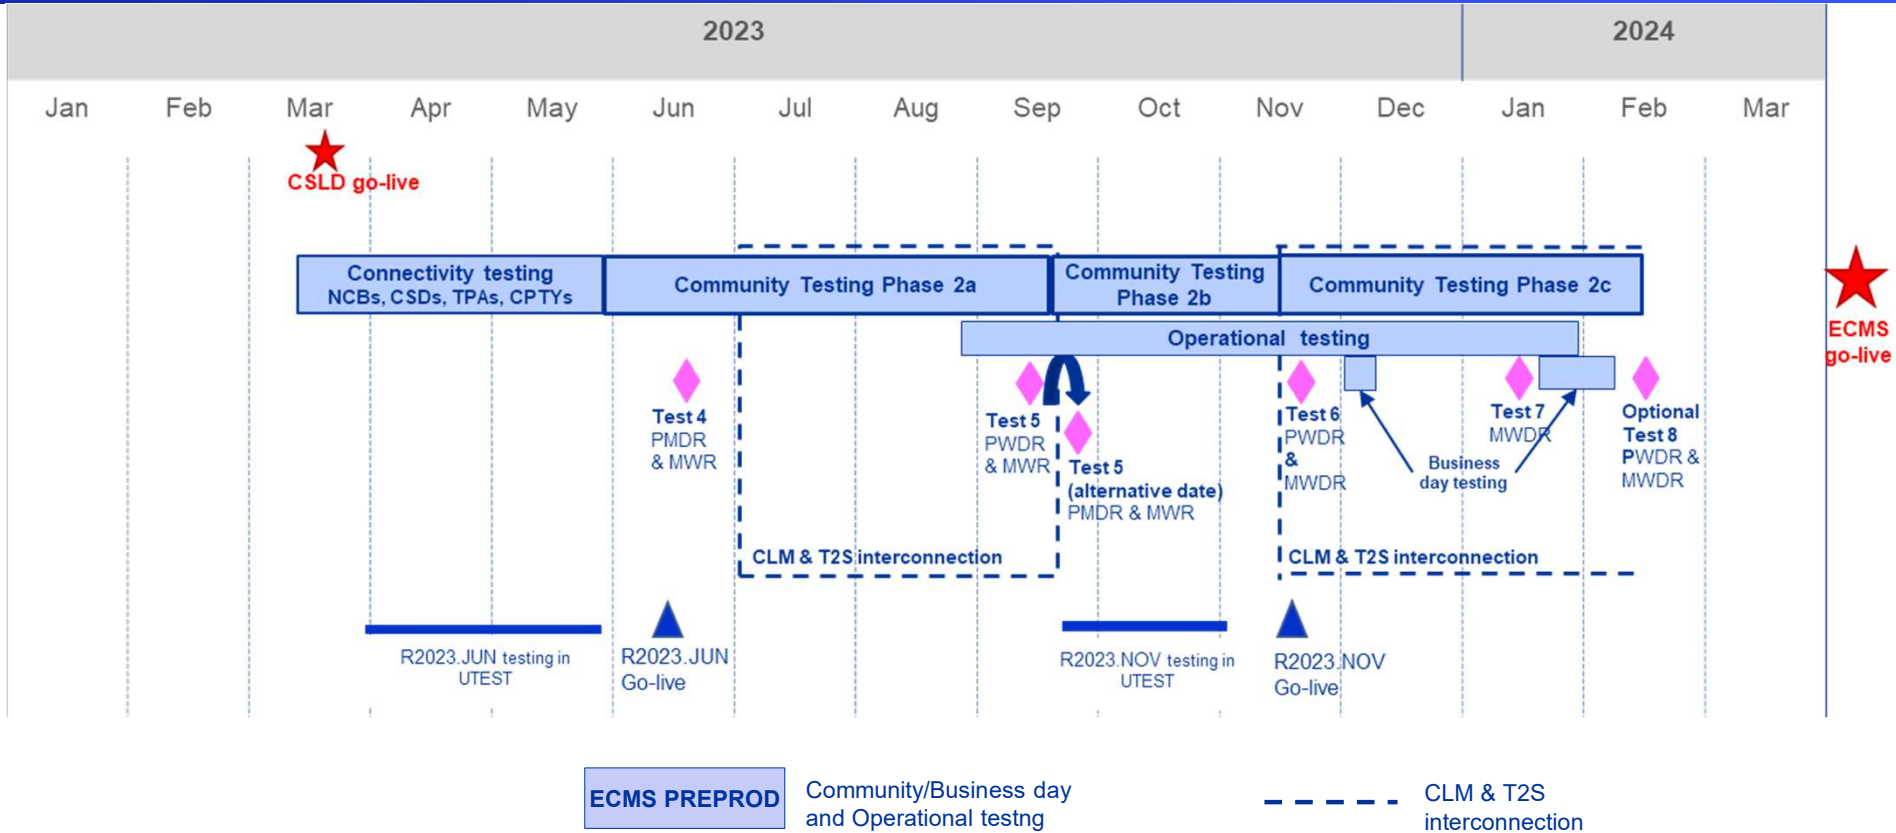 2023
2024
Jan
Feb
Mar
Apr
May
Jun
Jul
Aug
Sep
Oct
Nov
Dec
Jan
Feb
Mar
CSLD go-live
Connectivity testing
NCBs, CSDs, TPAs, CPTYs
Community Testing Phase 2a
Community Testing
Phase 2b
Community Testing Phase 2c
Operational testing
ECMS
go-live
Test 4
PMDR
& MWR
Test 5
PWDR
& MWR
Test 5
(alternative date)
PMDR & MWR
Test 6
PWDR
&
MWDR
Business
day testing
Test 7
MWDR
Optional
Test 8
PWDR &
MWDR
CLM & T2S interconnection
CLM & T2S interconnection
R2023.JUN testing in
UTEST
R2023.JUN
Go-live
R2023.NOV testing in
UTEST
R2023.NOV
Go-live
ECMS PREPROD
Community/Business day
and Operational testng
CLM & T2S
interconnection